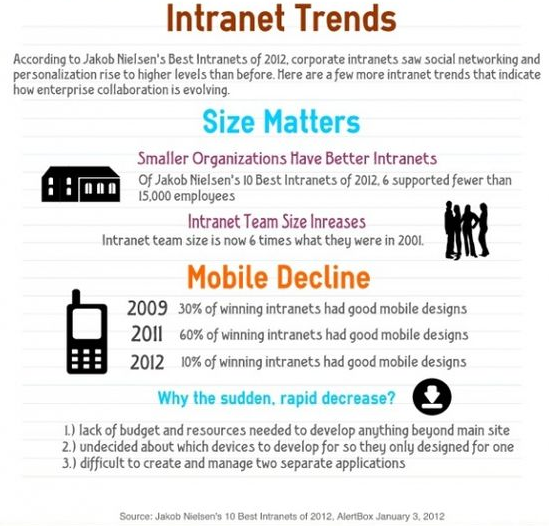 Intranet Trends
According to Jakob Nielsen's Best Intranets of 2012, corporate intranets saw social networking and
personalization rise to higher levels than before. Here are a few more intranet trends that indicate
how enterprise collaboration is evolving.
Size Matters
Smaller Organizations Have Better Intranets
Of Jakob Nielsen's 10 Best Intranets of 2012, 6 supported fewer than
15,000 employees
Intranet Team Size Inreases
Intranet team size is now 6 times what they were in 2001.
Mobile Decline
2009 30% of winning intranets had good mobile designs
2011 60% of winning intranets had good mobile designs
2012 10% of winning intranets had good mobile designs
Why the sudden, rapid decrease?
1.) lack of budget and resources needed to develop anything beyond main site
2.) undecided about which devices to develop for so they only designed for one
3.) difficult to create and manage two separate applications
Source: Jakob Nielsen's 10 Best Intranets of 2012, AlertBox January 3, 2012